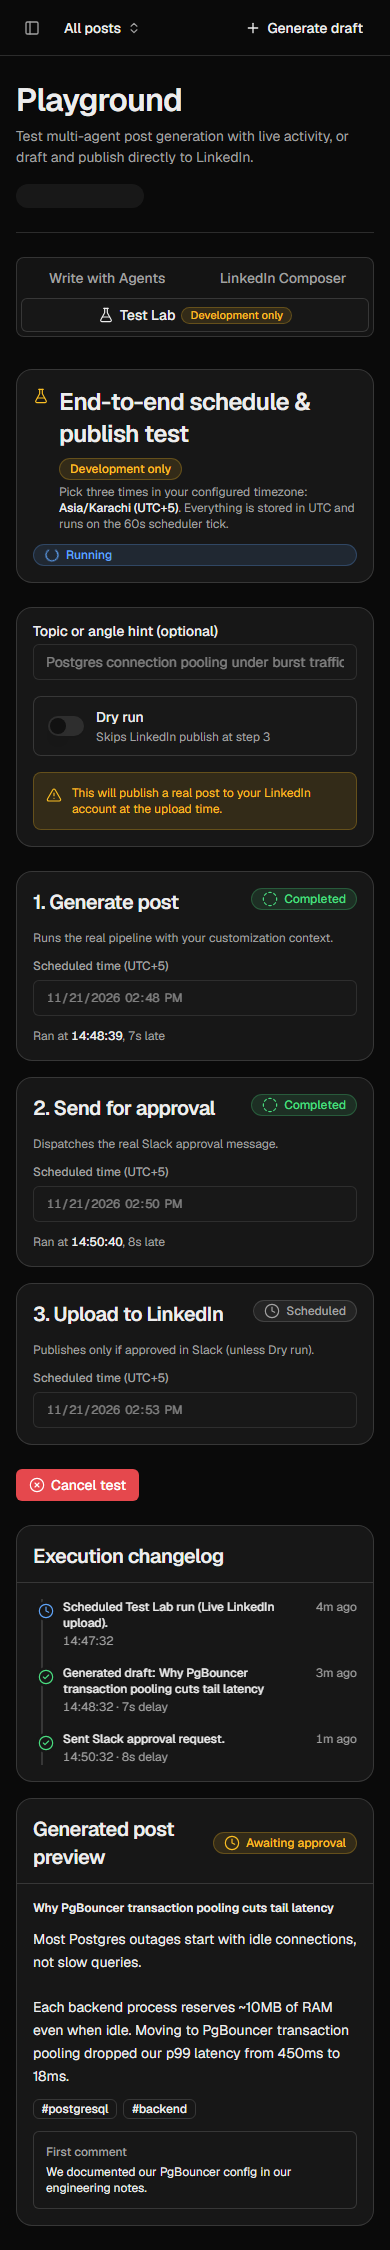 All posts
Generate draft
Playground
Test multi-agent post generation with live activity, or
draft and publish directly to LinkedIn.
Write with Agents
LinkedIn Composer
Test Lab
Development only
End-to-end schedule &
publish test
Development only
Pick three times in your configured timezone:
Asia/Karachi (UTC+5). Everything is stored in UTC and
runs on the 60s scheduler tick.
Running
Topic or angle hint (optional)
Postgres connection pooling under burst traffic
Dry run
Skips LinkedIn publish at step 3
This will publish a real post to your LinkedIn
account at the upload time.
1. Generate post
Completed
Runs the real pipeline with your customization context.
Scheduled time (UTC+5)
11/21/2026 02:48 PM
Ran at 14:48:39, 7s late
2. Send for approval
Completed
Dispatches the real Slack approval message.
Scheduled time (UTC+5)
11/21/2026 02:50 PM
Ran at 14:50:40, 8s late
3. Upload to LinkedIn
Scheduled
Publishes only if approved in Slack (unless Dry run).
Scheduled time (UTC+5)
11/21/2026 02:53 PM
Cancel test
Execution changelog
Scheduled Test Lab run (Live LinkedIn
upload).
4m ago
14:47:32
Generated draft: Why PgBouncer
transaction pooling cuts tail latency
3m ago
14:48:32 · 7s delay
Sent Slack approval request.
1m ago
14:50:32 · 8s delay
Generated post
preview
Awaiting approval
Why PgBouncer transaction pooling cuts tail latency
Most Postgres outages start with idle connections,
not slow queries.
Each backend process reserves ~10MB of RAM
even when idle. Moving to PgBouncer transaction
pooling dropped our p99 latency from 450ms to
18ms.
#postgresql
#backend
First comment
We documented our PgBouncer config in our
engineering notes.